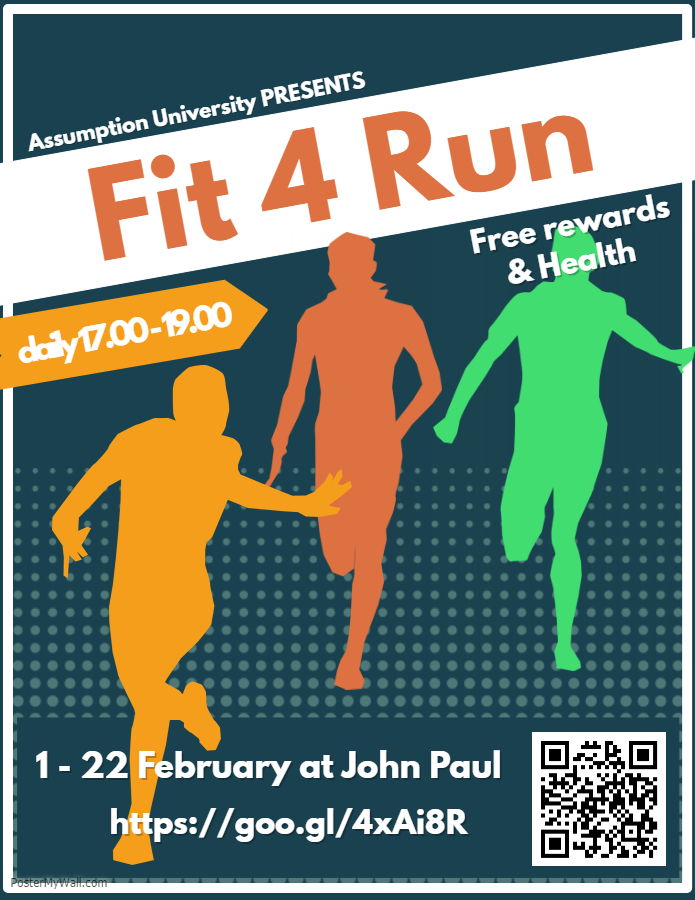 Assumption University PRESENTS
Fit 4 Run
Free rewards
& Health
daily 17.00 - 19.00
1 - 22 February at John Paul
https://goo.gl/4xAi8R
PosterMyWall.com